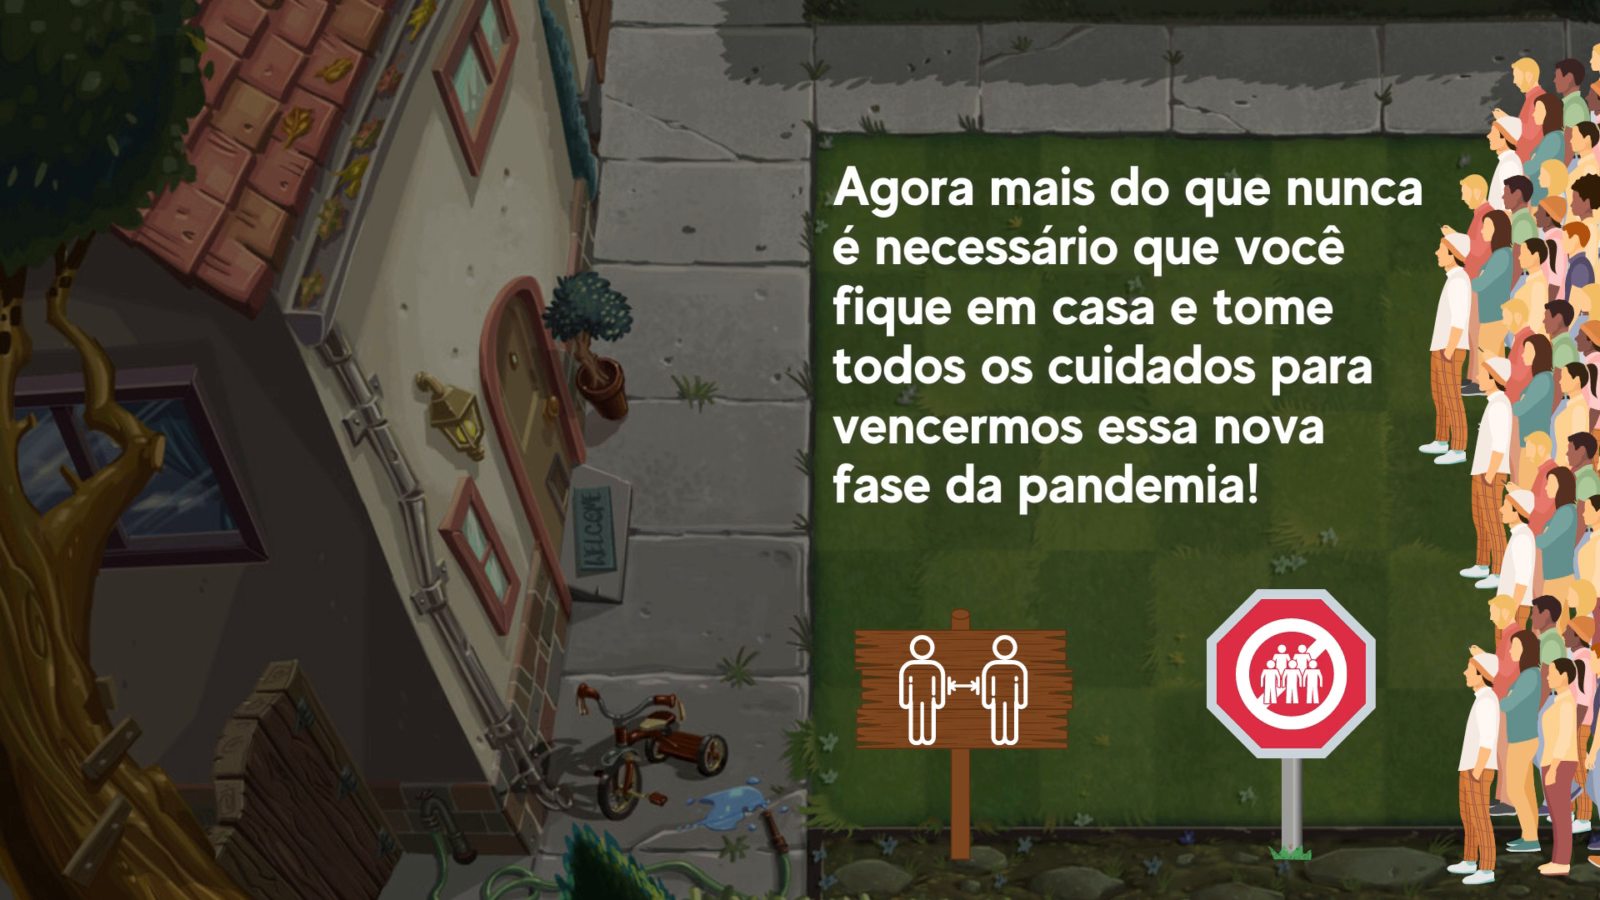 Agora mais do que nunca
é necessário que você
fique em casa e tome
todos os cuidados para
vencermos essa nova
fase da pandemia!
WELCOME